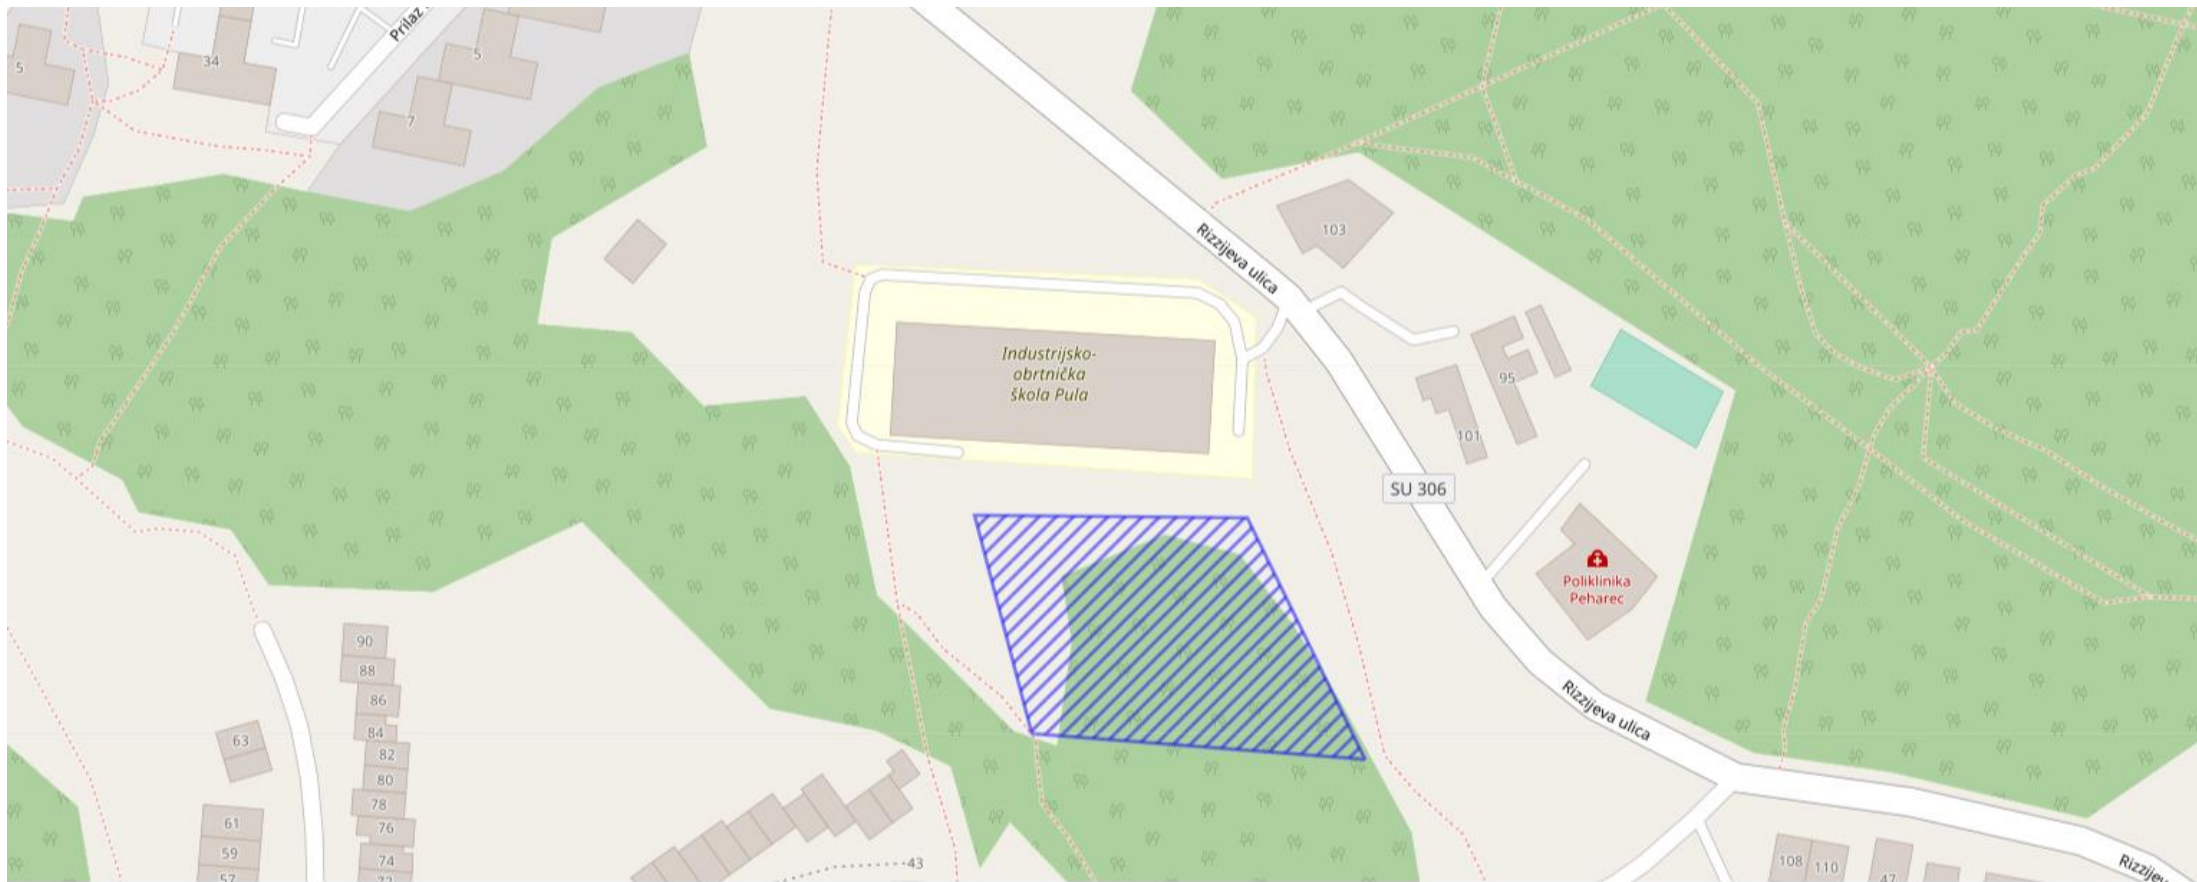 Prilaz
5
34
5
7
103
Rizzijeva ulica
Industrijsko-
obrtnička
škola Pula
95
101
SU 306
Poliklinika
Peharec
90
88
86
84
82
80
78
76
74
72
63
61
59
57
43
Rizzijeva ulica
108
110
47
Rizzijev